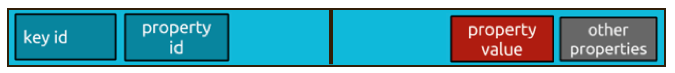 key id
property
id
property
value
other
properties